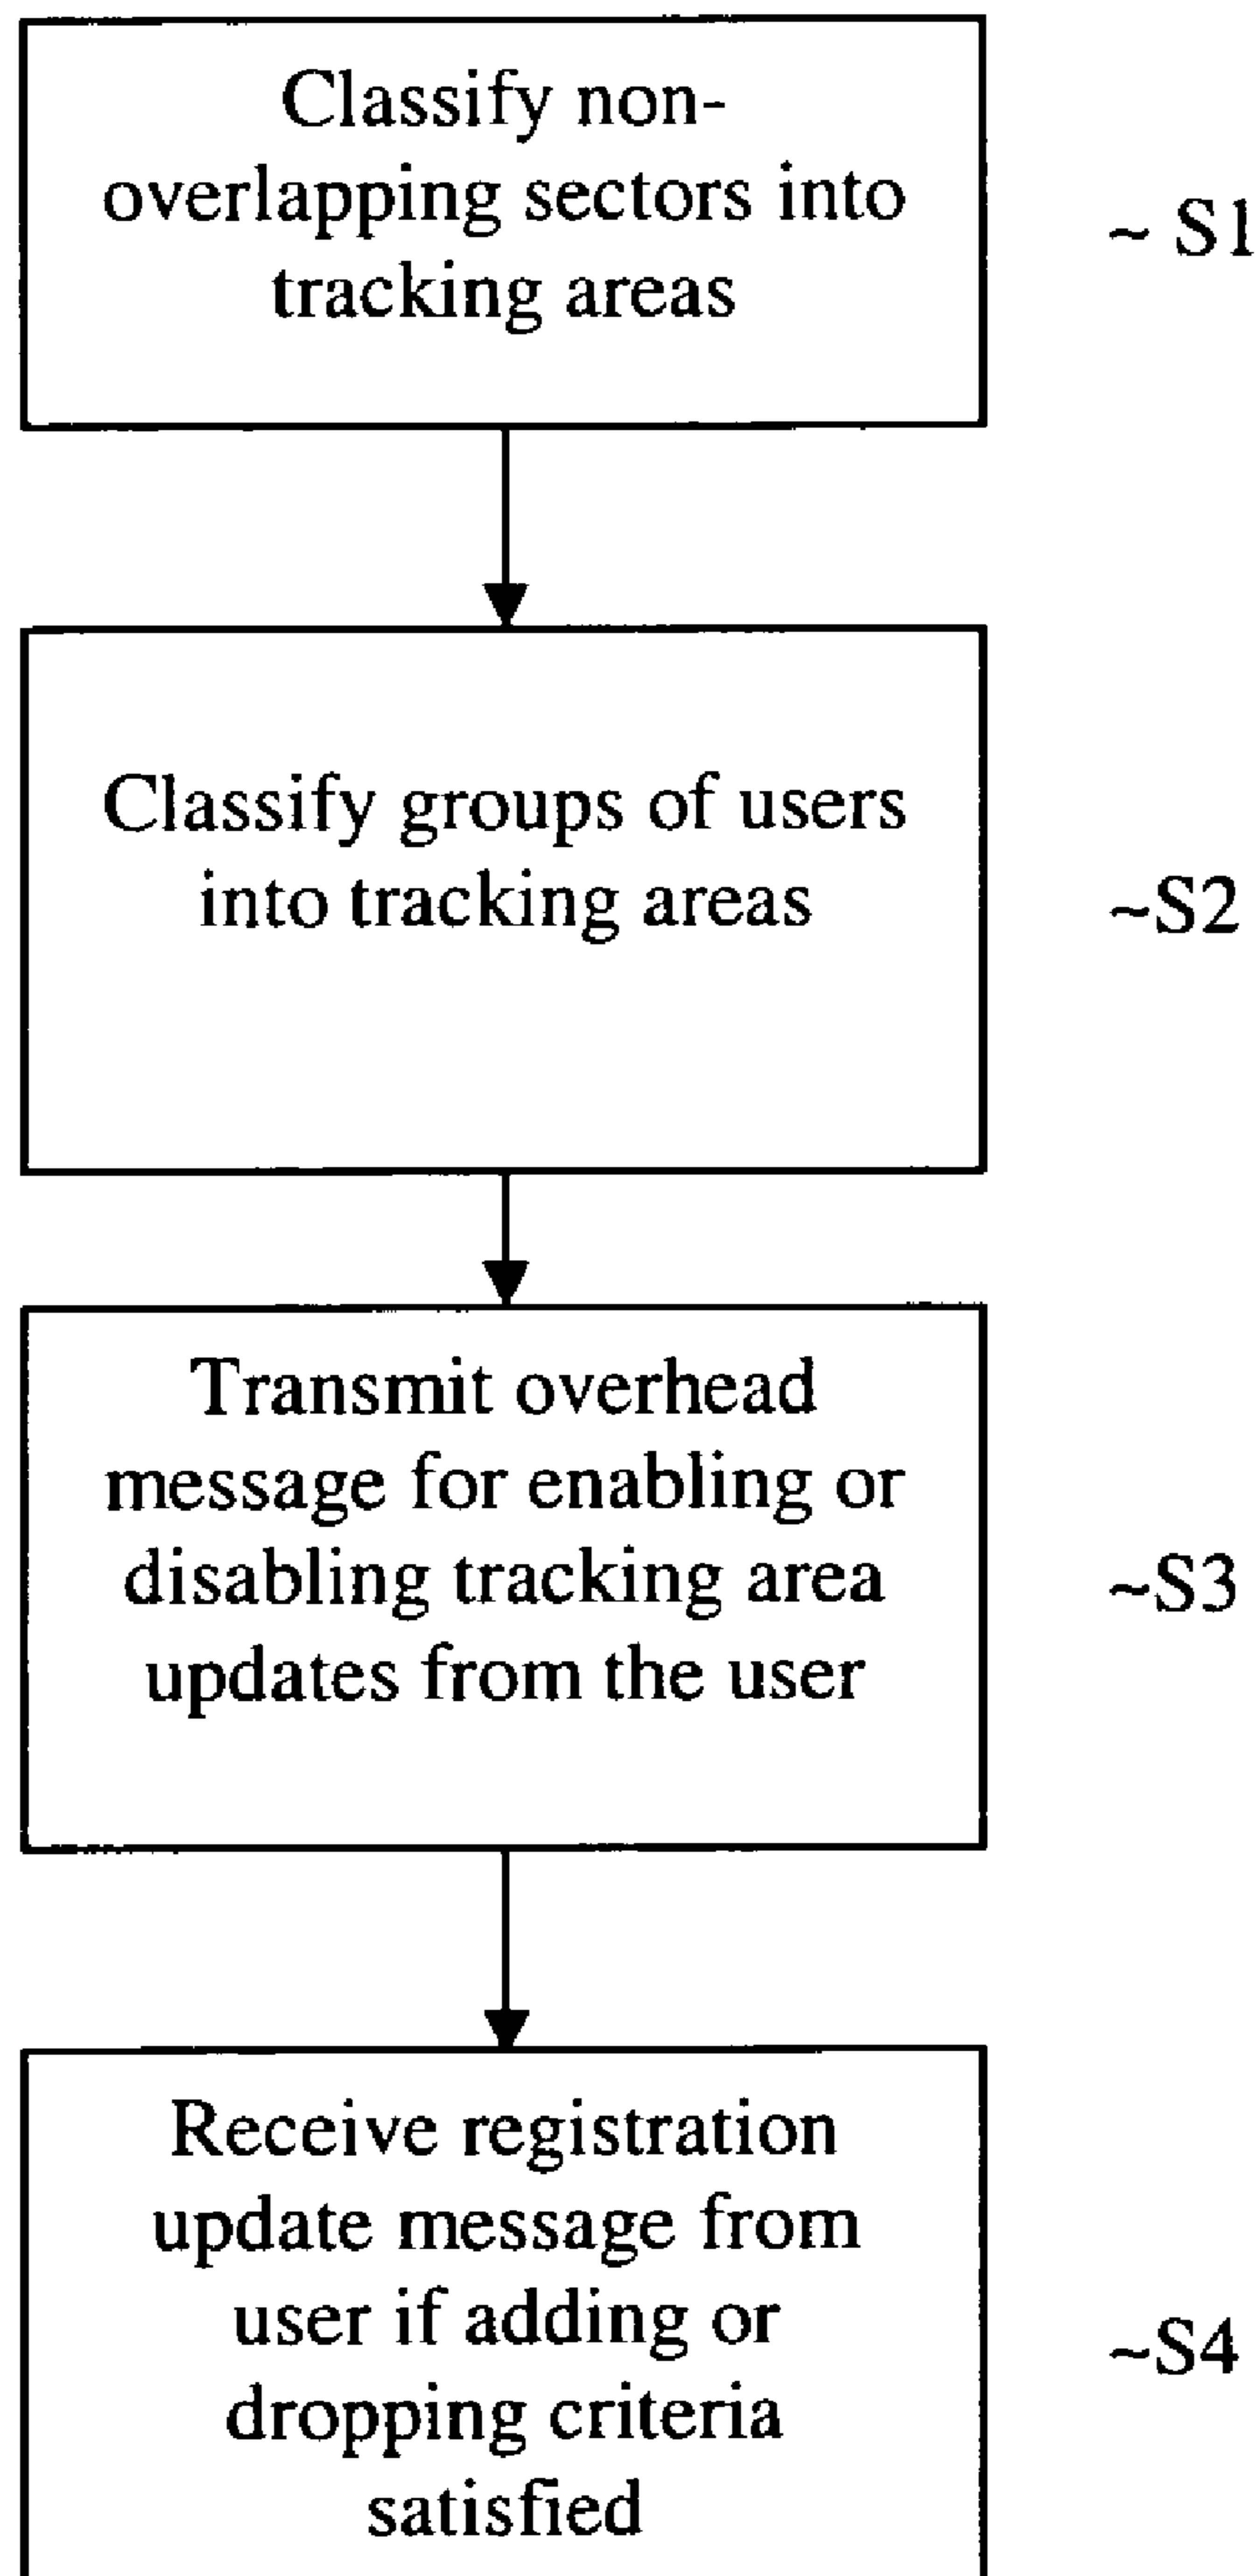 Classify non-
overlapping sectors into
tracking areas
~ S1
Classify groups of users
into tracking areas
~S2
Transmit overhead
message for enabling or
disabling tracking area
updates from the user
~S3
Receive registration
update message from
user if adding or
dropping criteria
satisfied
~S4